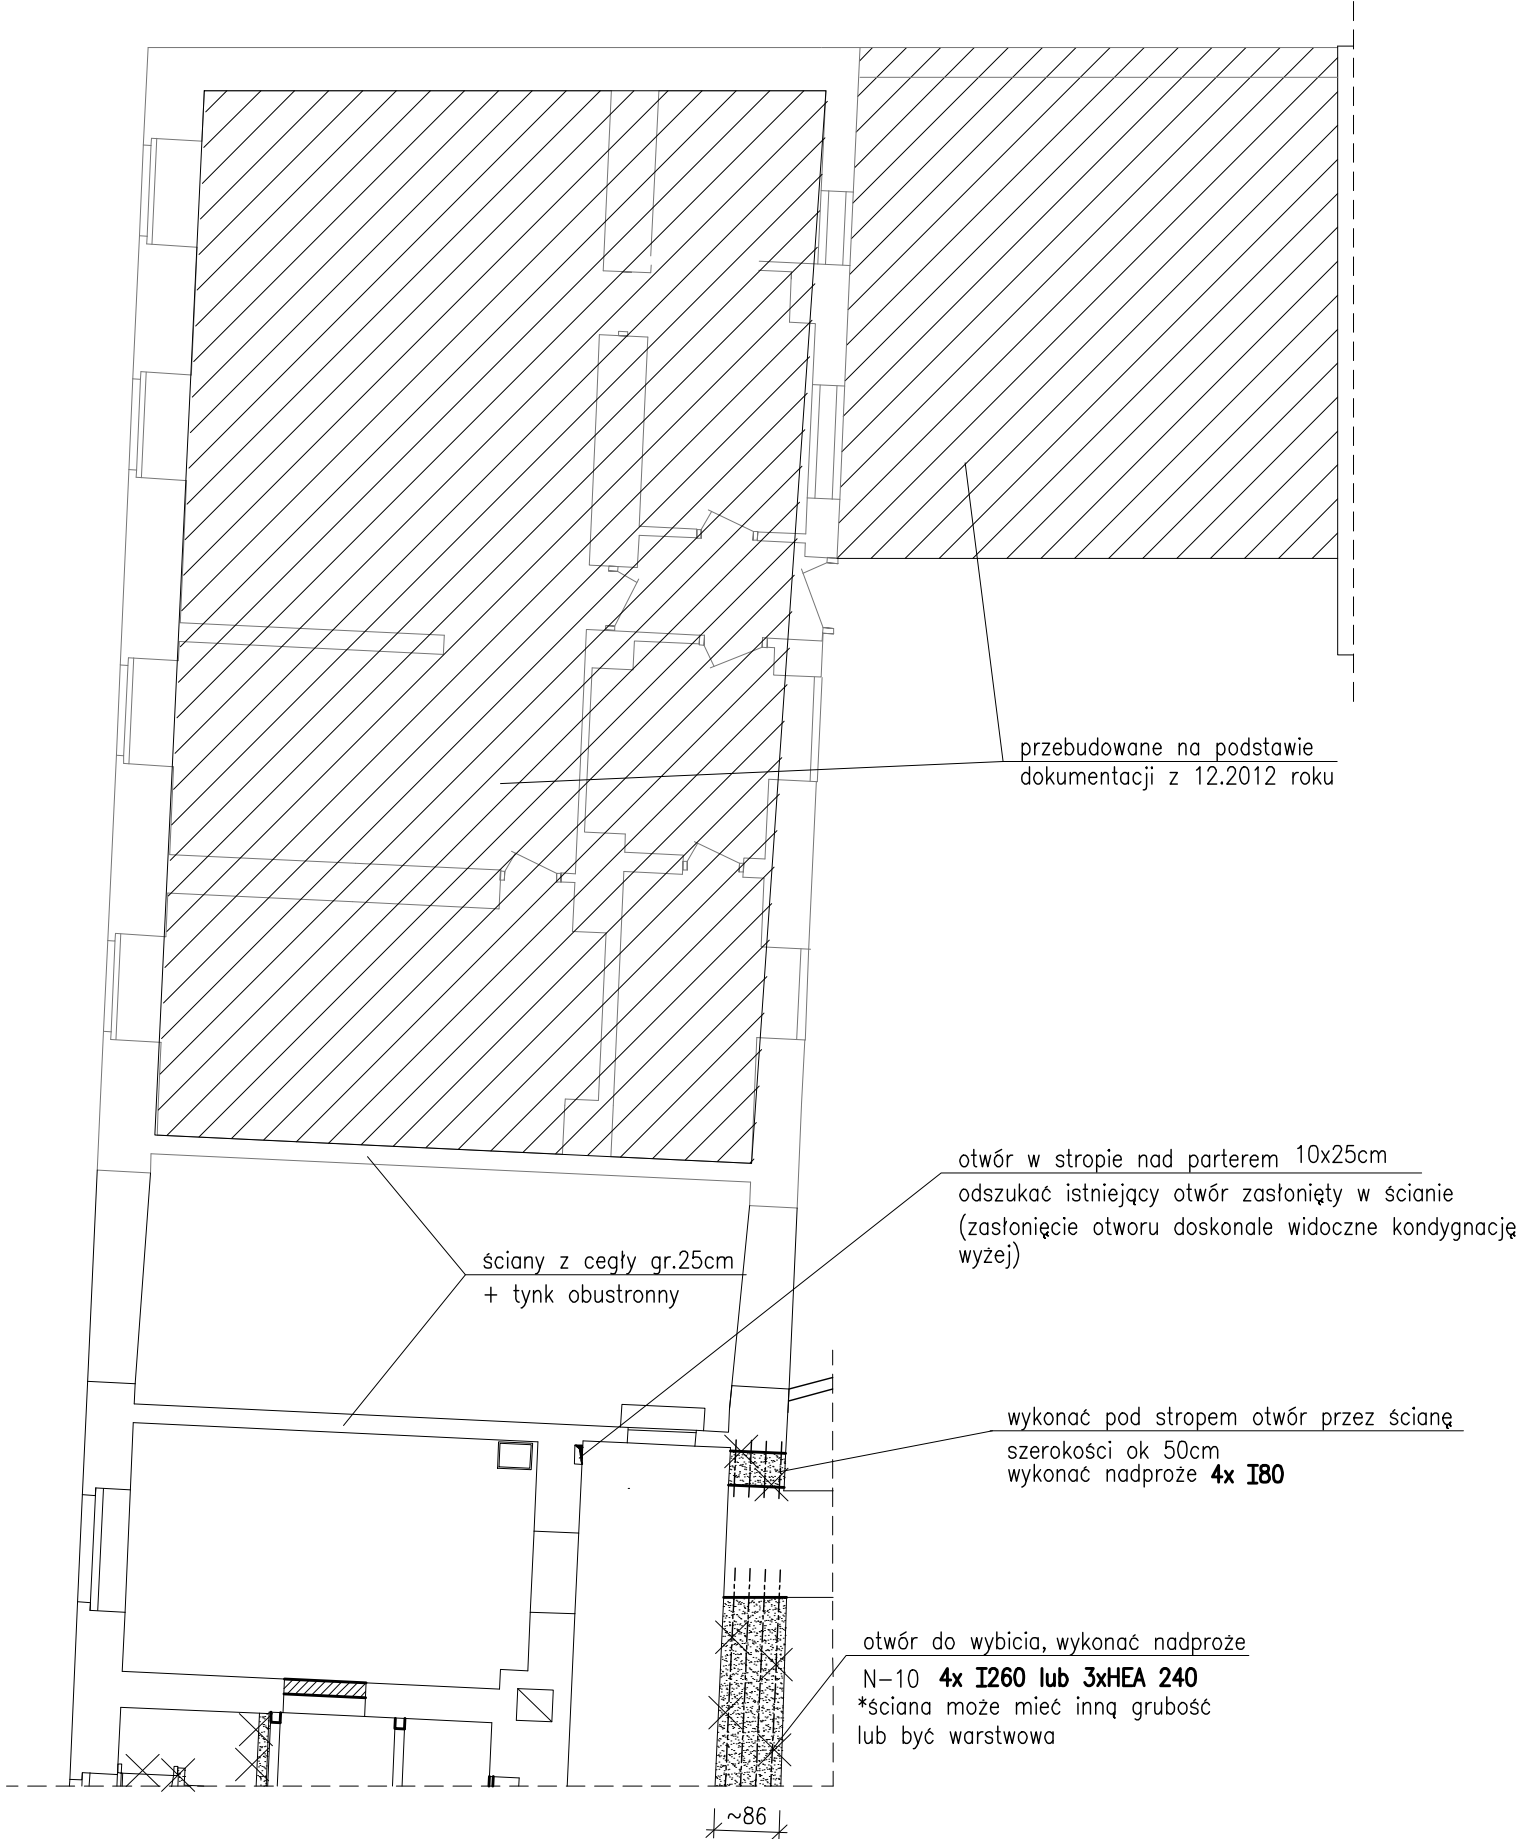 przebudowane na podstawie
dokumentacji z 12.2012 roku
otwór w stropie nad parterem 10x25cm
odszukać istniejący otwór zasłonięty w ścianie
(zasłonięcie otworu doskonale widoczne kondygnację
wyżej)
ściany z cegły gr.25cm
+ tynk obustronny
wykonać pod stropem otwór przez ścianę
szerokości ok 50cm
wykonać nadproże 4x I80
otwór do wybicia, wykonać nadproże
N-10 4x I260 lub 3xHEA 240
*ściana może mieć inną grubość
lub być warstwowa
~86